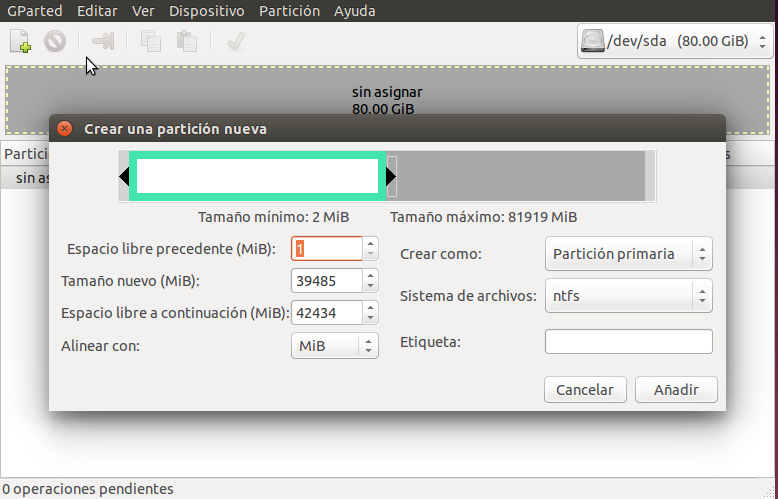 GParted Editar Ver Dispositivo Partición Ayuda
/dev/sda (80.00 GiB)
sin asignar
80.00 GiB
Crear una partición nueva
Tamaño mínimo: 2 MiB Tamaño máximo: 81919 MiB
Espacio libre precedente (MiB): 1
Crear como: Partición primaria
Tamaño nuevo (MiB): 39485
Sistema de archivos: ntfs
Espacio libre a continuación (MiB): 42434
Alinear con: MiB
Etiqueta:
Cancelar Añadir
0 operaciones pendientes